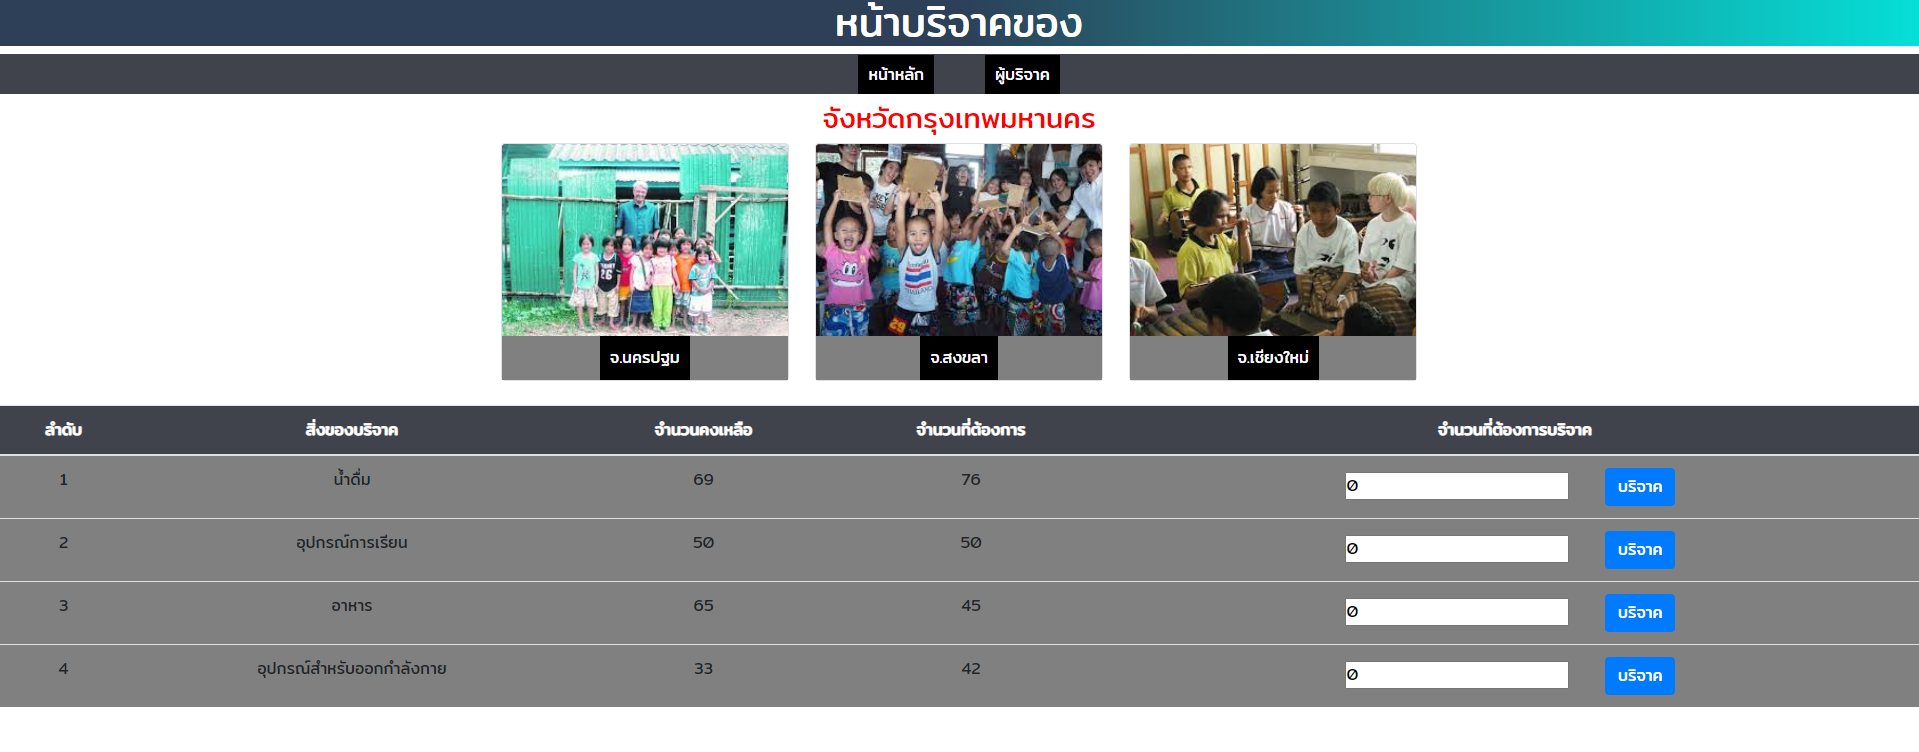 หน้าบริจาคของ
หน้าหลัก ผู้บริจาค
จังหวัดกรุงเทพมหานคร
THAILAND
จ.นครปฐม จ.สงขลา จ.เชียงใหม่
ลำดับ สิ่งของบริจาค จำนวนคงเหลือ จำนวนที่ต้องการ จำนวนที่ต้องการบริจาค
1 น้ำดื่ม 69 76 0 บริจาค
2 อุปกรณ์การเรียน 50 50 0 บริจาค
3 อาหาร 65 45 0 บริจาค
4 อุปกรณ์สำหรับออกกำลังกาย 33 42 0 บริจาค